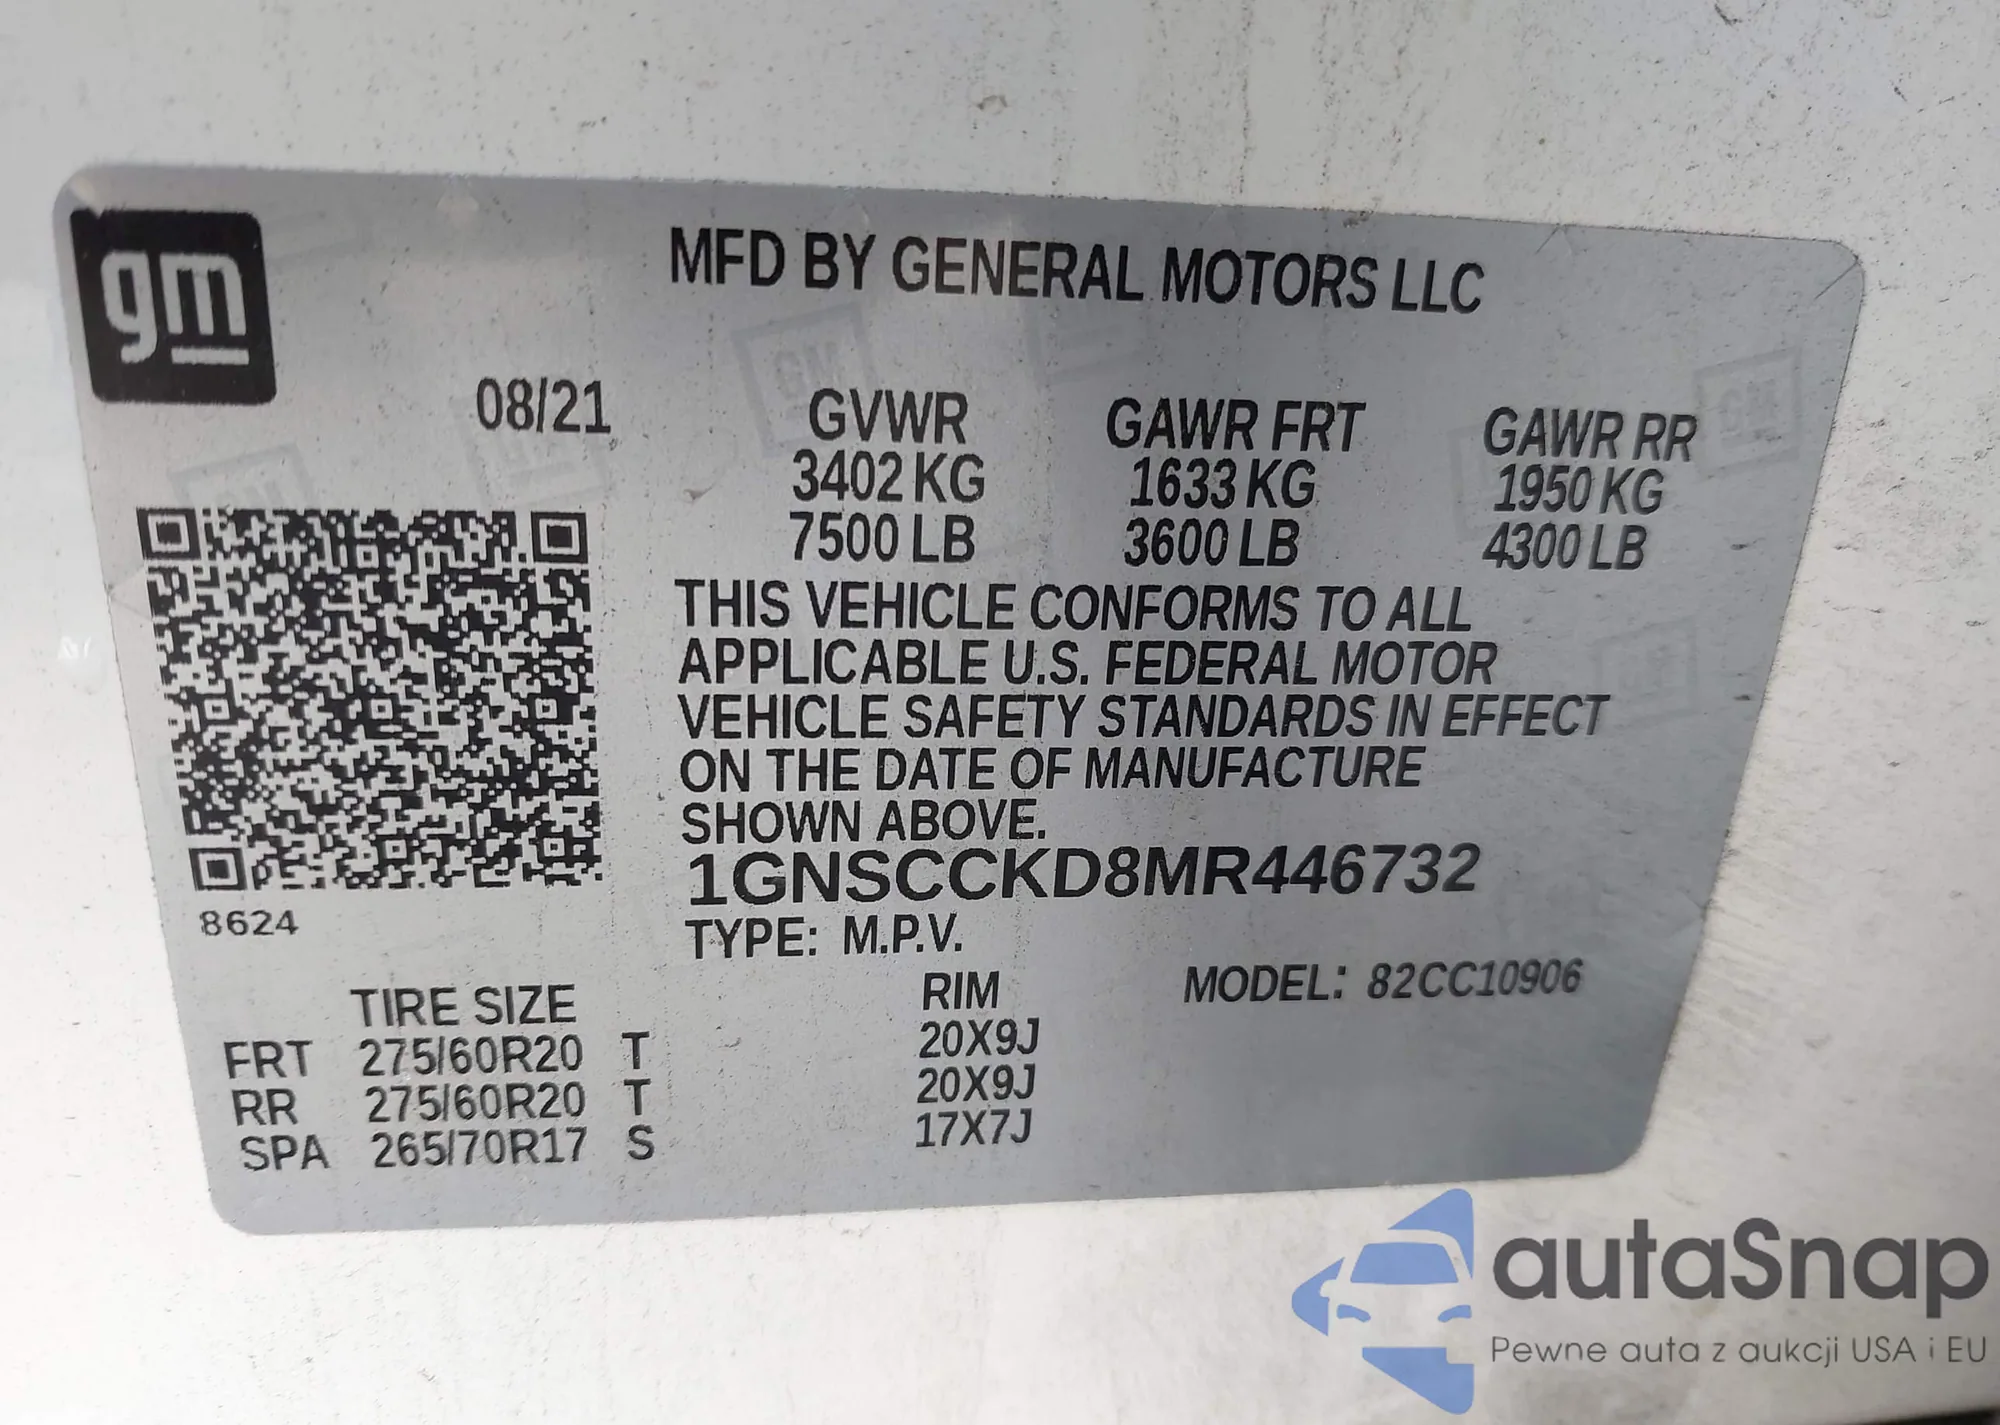 gm
MFD BY GENERAL MOTORS LLC
08/21
GVWR GAWR FRT GAWR RR
3402 KG 1633 KG 1950 KG
7500 LB 3600 LB 4300 LB
THIS VEHICLE CONFORMS TO ALL
APPLICABLE U.S. FEDERAL MOTOR
VEHICLE SAFETY STANDARDS IN EFFECT
ON THE DATE OF MANUFACTURE
SHOWN ABOVE.
1GNSCCKD8MR446732
8624
TYPE: M.P.V.
TIRE SIZE RIM MODEL: 82CC10906
FRT 275/60R20 T 20X9J
RR 275/60R20 T 20X9J
SPA 265/70R17 S 17X7J
autaSnap
Pewne auta z aukcji USA i EU